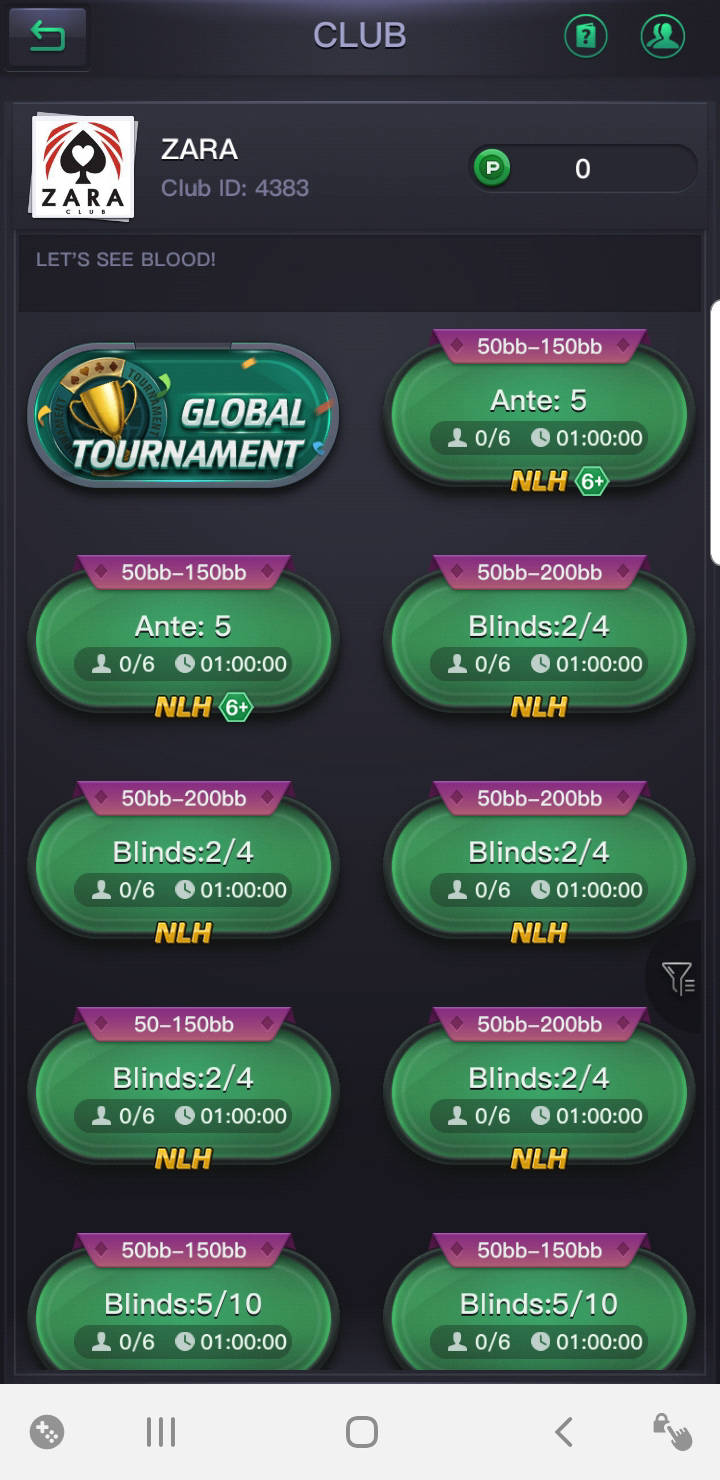 CLUB
ZARA
CLUB
ZARA
Club ID: 4383
P
0
LET'S SEE BLOOD!
TOURNAMENT
TOURNAMENT
GLOBAL
TOURNAMENT
50bb-150bb
Ante: 5
0/6 01:00:00
NLH 6+
50bb-150bb
Ante: 5
0/6 01:00:00
NLH 6+
50bb-200bb
Blinds:2/4
0/6 01:00:00
NLH
50bb-200bb
Blinds:2/4
0/6 01:00:00
NLH
50bb-200bb
Blinds:2/4
0/6 01:00:00
NLH
50-150bb
Blinds:2/4
0/6 01:00:00
NLH
50bb-200bb
Blinds:2/4
0/6 01:00:00
NLH
50bb-150bb
Blinds:5/10
0/6 01:00:00
50bb-150bb
Blinds:5/10
0/6 01:00:00